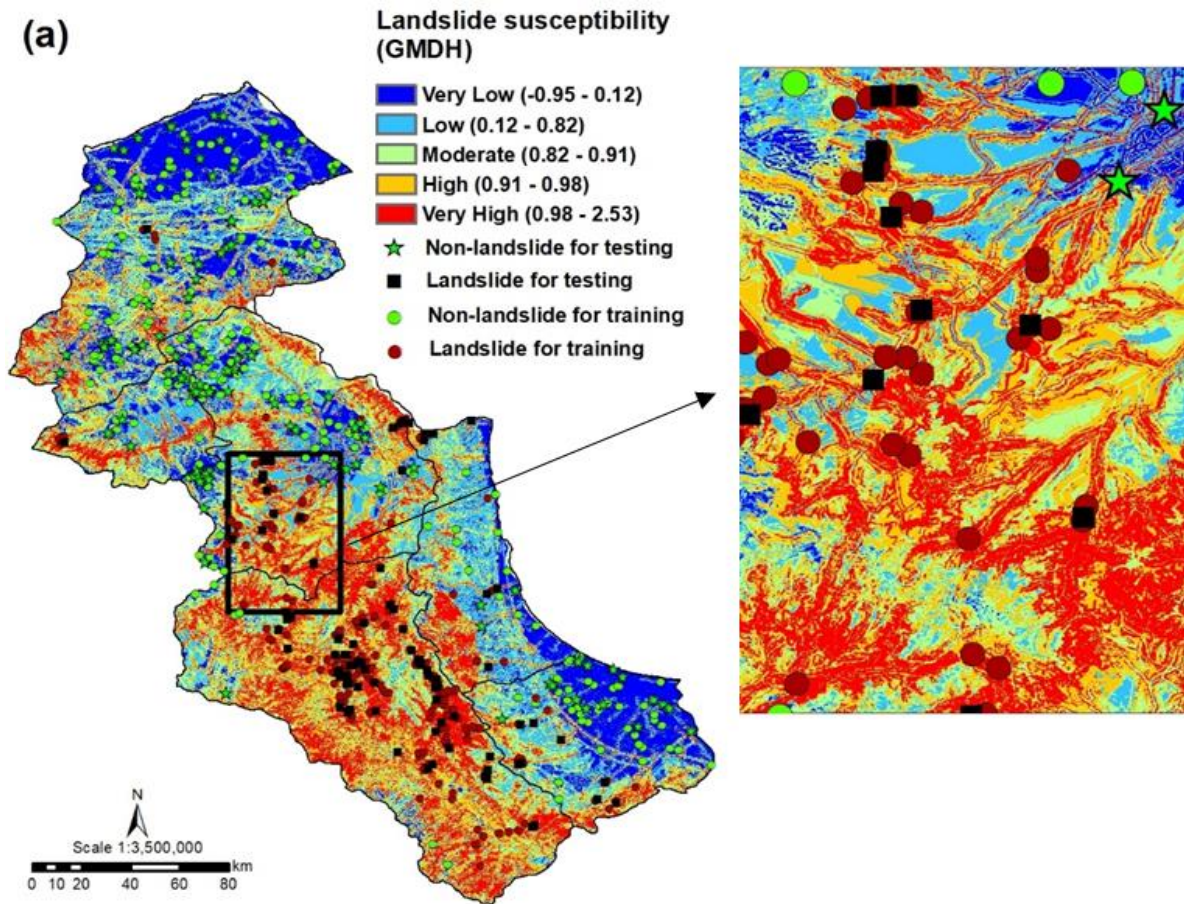 (a)
Landslide susceptibility
(GMDH)
Very Low (-0.95 - 0.12)
Low (0.12 - 0.82)
Moderate (0.82 - 0.91)
High (0.91 - 0.98)
Very High (0.98 - 2.53)
Non-landslide for testing
Landslide for testing
Non-landslide for training
Landslide for training
N
Scale 1:3,500,000
km
0 10 20 40 60 80